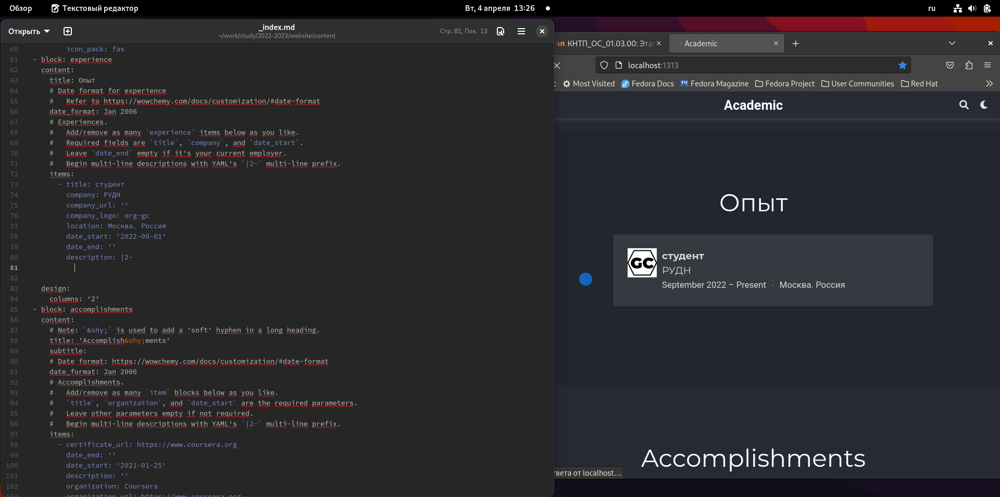 Обзор
Текстовый редактор
Вт, 4 апреля 13:26
ru
Открыть
_index.md
~/work/study/2022-2023/website/content
Стр. 81, Поз. 13
60 icon_pack: fas
61 - block: experience
62 content:
63 title: Опыт
64 # Date format for experience
65 # Refer to https://wowchemy.com/docs/customization/#date-format
66 date_format: Jan 2006
67 # Experiences.
68 # Add/remove as many `experience` items below as you like.
69 # Required fields are `title`, `company`, and `date_start`.
70 # Leave `date_end` empty if it's your current employer.
71 # Begin multi-line descriptions with YAML's `|2-` multi-line prefix.
72 items:
73 - title: студент
74 company: РУДН
75 company_url: ''
76 company_logo: org-gc
77 location: Москва. Россия
78 date_start: '2022-09-01'
79 date_end: ''
80 description: |2-
81
82
83 design:
84 columns: '2'
85 - block: accomplishments
86 content:
87 # Note: `&shy;` is used to add a 'soft' hyphen in a long heading.
88 title: 'Accomplish&shy;ments'
89 subtitle:
90 # Date format: https://wowchemy.com/docs/customization/#date-format
91 date_format: Jan 2006
92 # Accomplishments.
93 # Add/remove as many `item` blocks below as you like.
94 # `title`, `organization`, and `date_start` are the required parameters.
95 # Leave other parameters empty if not required.
96 # Begin multi-line descriptions with YAML's `|2-` multi-line prefix.
97 items:
98 - certificate_url: https://www.coursera.org
99 date_end: ''
100 date_start: '2021-01-25'
101 description: ''
102 organization: Coursera
103 organization_url: https://www.coursera.org
КНТП_ОС_01.03.00: Эта
Academic
localhost:1313
Most Visited
Fedora Docs
Fedora Magazine
Fedora Project
User Communities
Red Hat
Academic
Опыт
GC
студент
РУДН
September 2022 – Present · Москва. Россия
Accomplishments
твета от localhost…